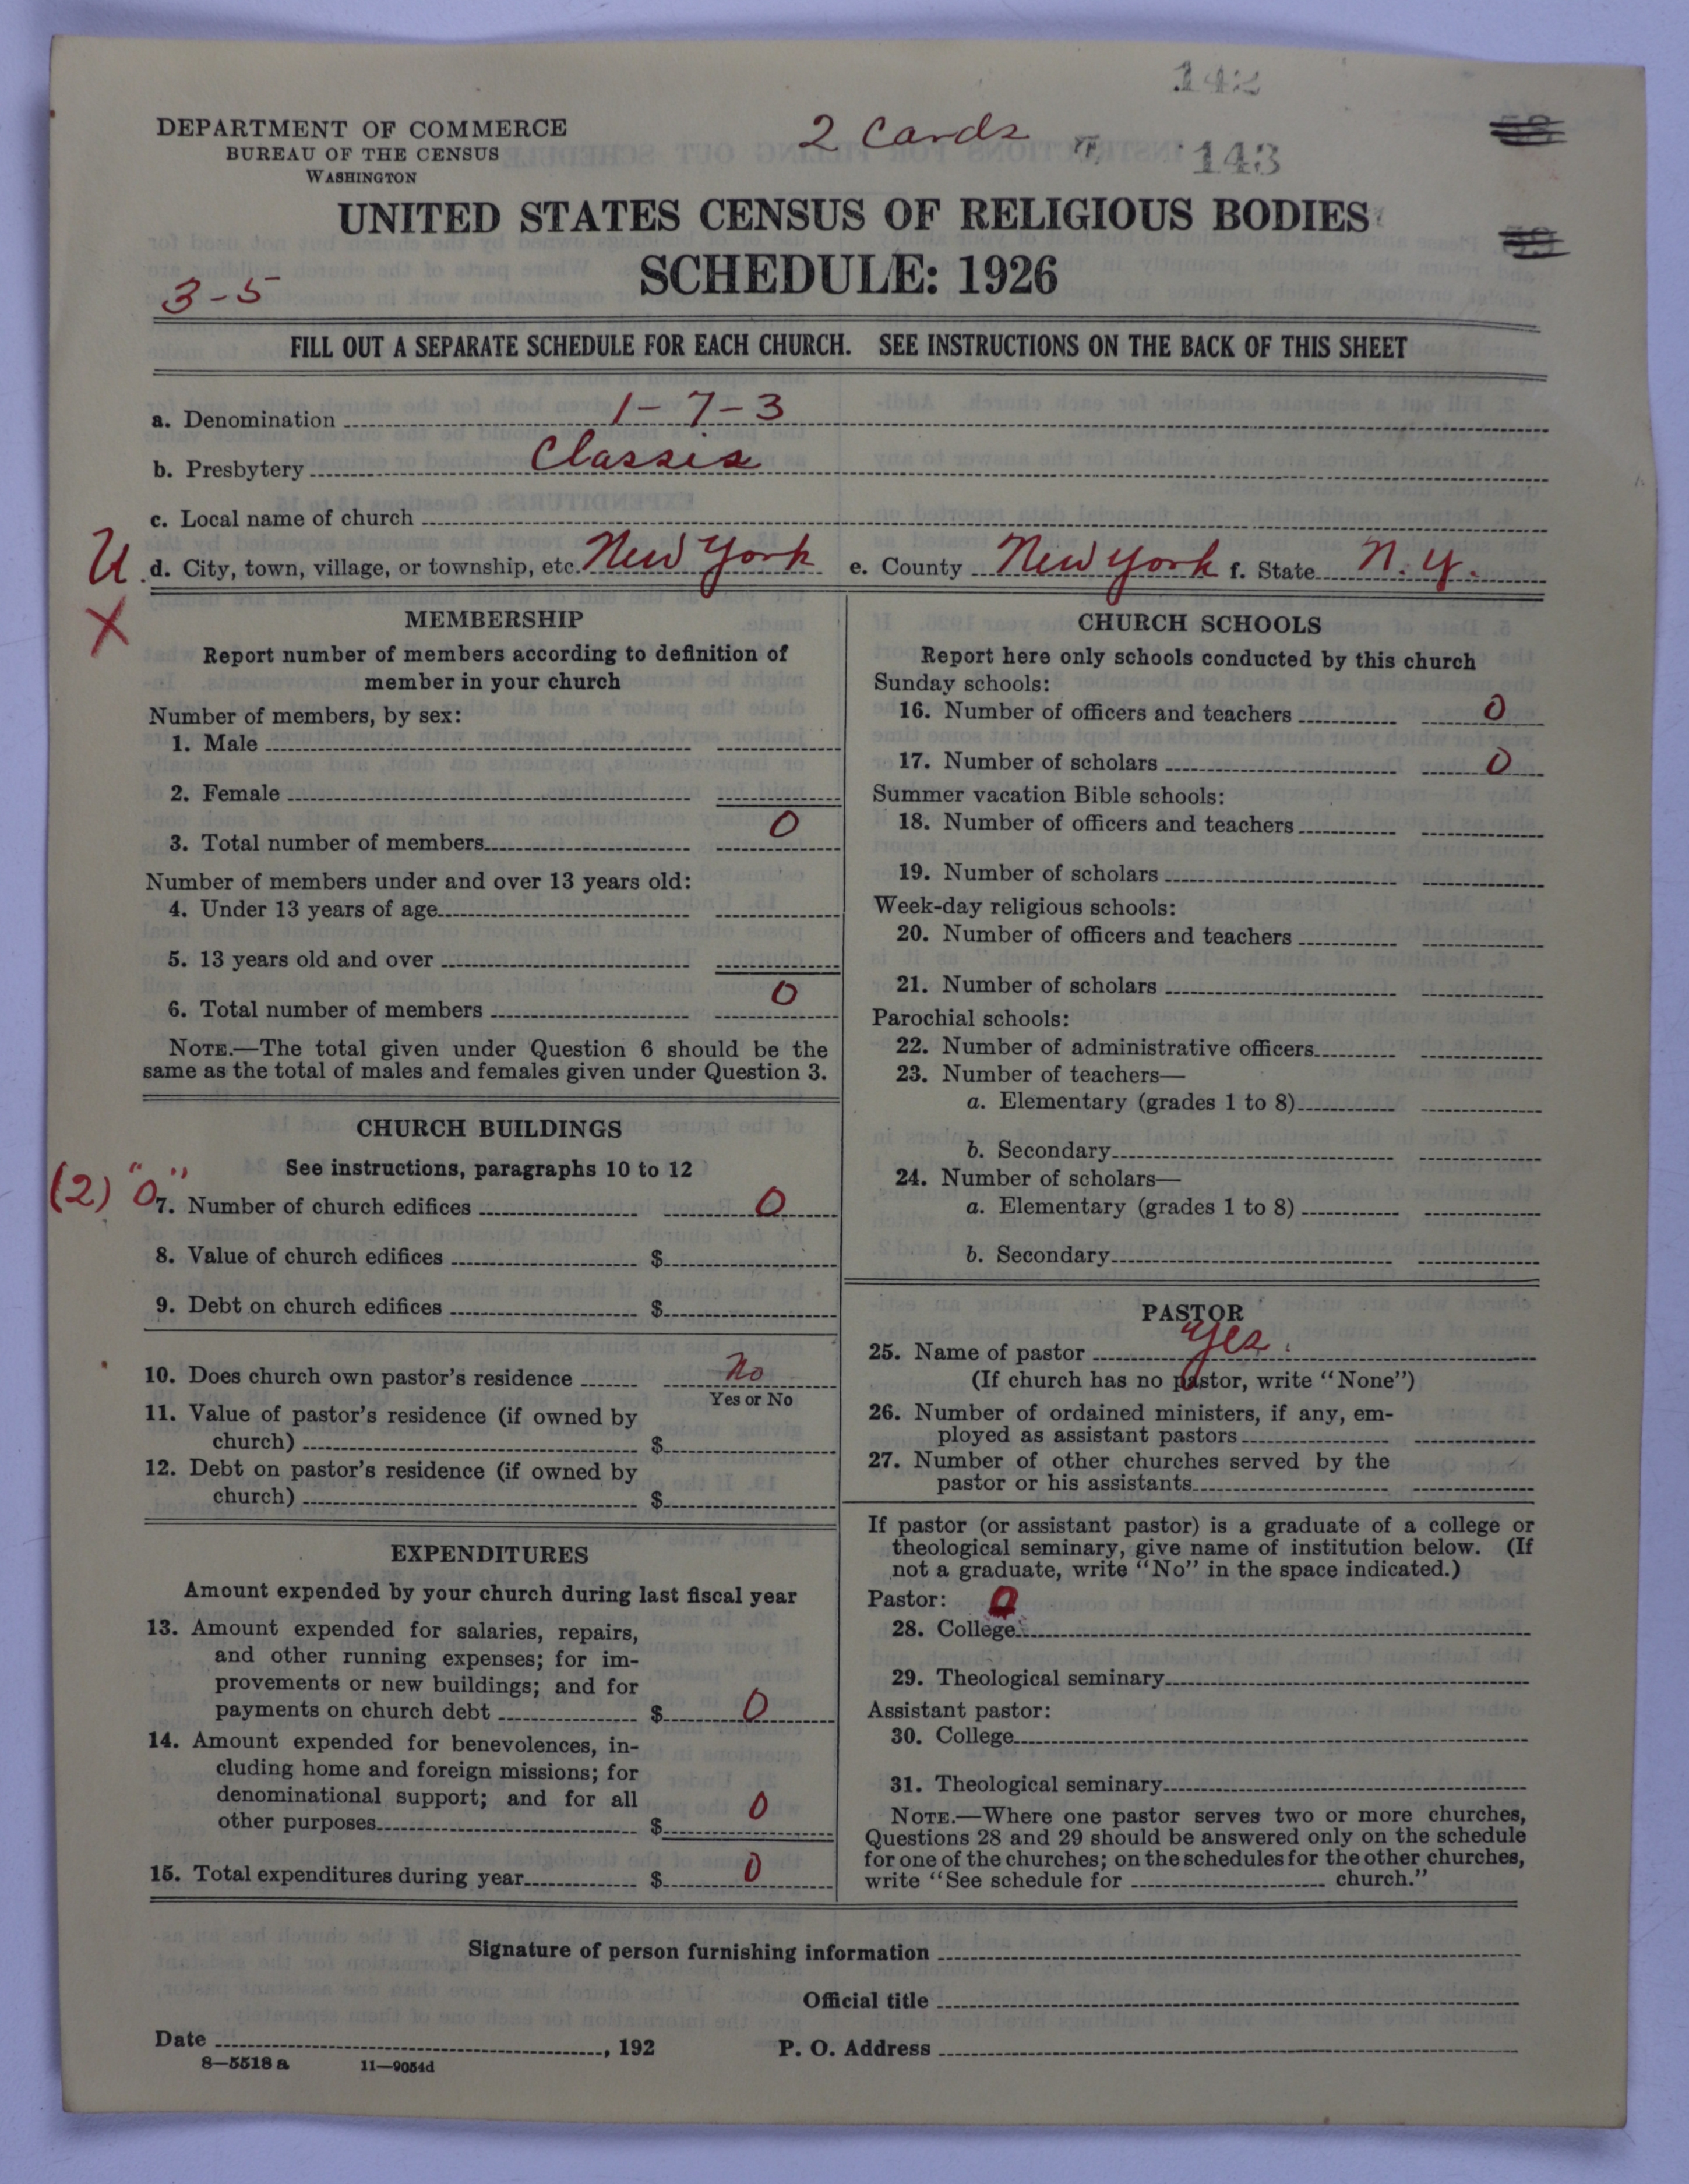 142
DEPARTMENT OF COMMERCE
BUREAU OF THE CENSUS
WASHINGTON
2 Cards
143
UNITED STATES CENSUS OF RELIGIOUS BODIES
SCHEDULE: 1926
3-5
FILL OUT A SEPARATE SCHEDULE FOR EACH CHURCH. SEE INSTRUCTIONS ON THE BACK OF THIS SHEET
a. Denomination 1-7-3
b. Presbytery Classis
c. Local name of church
U
d. City, town, village, or township, etc. New York e. County New York f. State N.Y.
X
MEMBERSHIP
Report number of members according to definition of
member in your church
Number of members, by sex:
1. Male
2. Female
3. Total number of members 0
Number of members under and over 13 years old:
4. Under 13 years of age
5. 13 years old and over
6. Total number of members 0
NOTE.—The total given under Question 6 should be the
same as the total of males and females given under Question 3.
CHURCH BUILDINGS
See instructions, paragraphs 10 to 12
(2) "0"
7. Number of church edifices 0
8. Value of church edifices $
9. Debt on church edifices $
10. Does church own pastor's residence No
Yes or No
11. Value of pastor's residence (if owned by
church) $
12. Debt on pastor's residence (if owned by
church) $
EXPENDITURES
Amount expended by your church during last fiscal year
13. Amount expended for salaries, repairs,
and other running expenses; for im-
provements or new buildings; and for
payments on church debt $ 0
14. Amount expended for benevolences, in-
cluding home and foreign missions; for
denominational support; and for all
other purposes $ 0
15. Total expenditures during year $ 0
CHURCH SCHOOLS
Report here only schools conducted by this church
Sunday schools:
16. Number of officers and teachers 0
17. Number of scholars 0
Summer vacation Bible schools:
18. Number of officers and teachers
19. Number of scholars
Week-day religious schools:
20. Number of officers and teachers
21. Number of scholars
Parochial schools:
22. Number of administrative officers
23. Number of teachers—
a. Elementary (grades 1 to 8)
b. Secondary
24. Number of scholars—
a. Elementary (grades 1 to 8)
b. Secondary
PASTOR
25. Name of pastor yes
(If church has no pastor, write "None")
26. Number of ordained ministers, if any, em-
ployed as assistant pastors
27. Number of other churches served by the
pastor or his assistants
If pastor (or assistant pastor) is a graduate of a college or
theological seminary, give name of institution below. (If
not a graduate, write "No" in the space indicated.)
Pastor: 0
28. College
29. Theological seminary
Assistant pastor:
30. College
31. Theological seminary
NOTE.—Where one pastor serves two or more churches,
Questions 28 and 29 should be answered only on the schedule
for one of the churches; on the schedules for the other churches,
write "See schedule for church."
Signature of person furnishing information
Official title
Date , 192 P. O. Address
8—5518 a 11—9054d